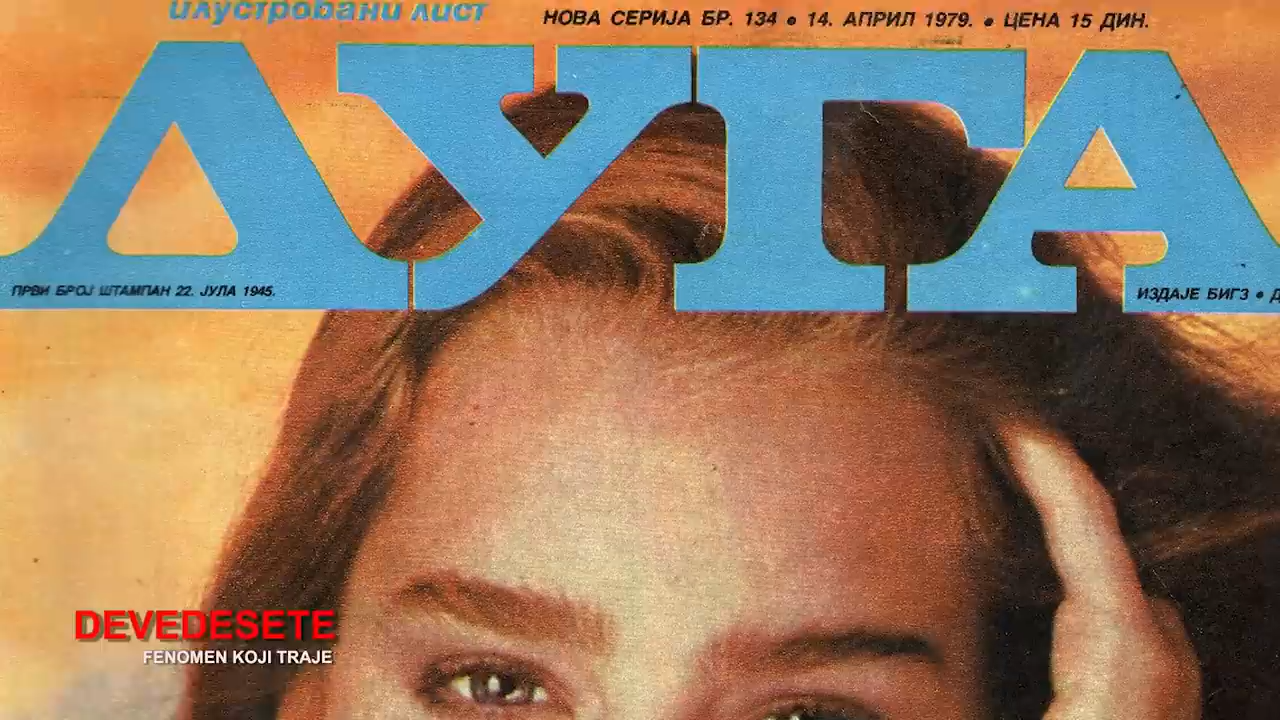 илустровани лист
НОВА СЕРИЈА БР. 134 • 14. АПРИЛ 1979. • ЦЕНА 15 ДИН.
ДУГА
ПРВИ БРОЈ ШТАМПАН 22. ЈУЛА 1945.
ИЗДАЈЕ БИГЗ •
DEVEDESETE
FENOMEN KOJI TRAJE